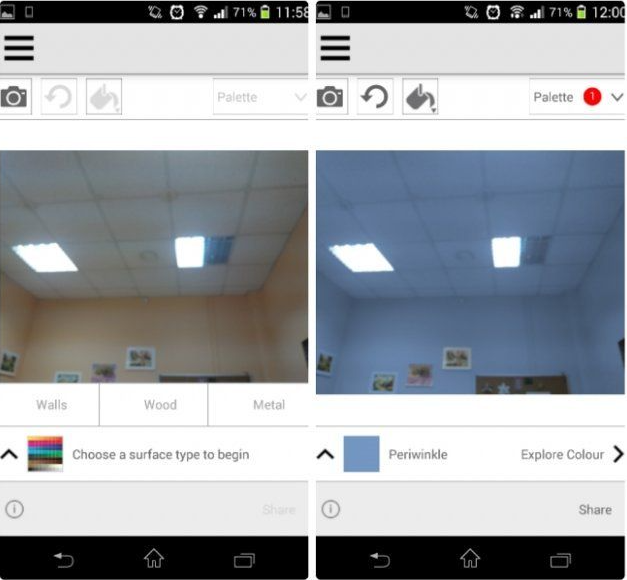 71% 11:58
Palette
Walls Wood Metal
Choose a surface type to begin
Share
71% 12:00
Palette 1
Periwinkle Explore Colour
Share